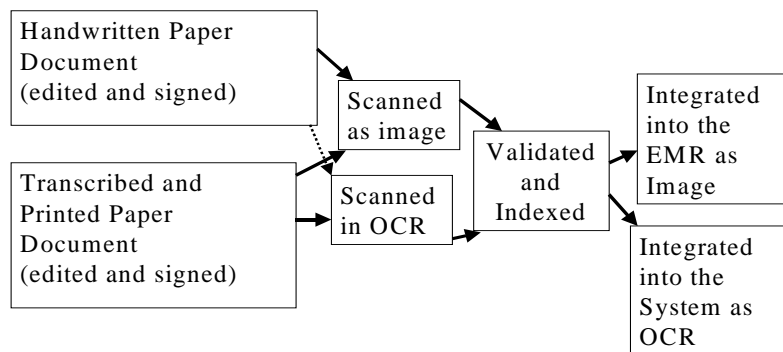 Handwritten Paper
Document
(edited and signed)
Scanned
as image
Transcribed and
Printed Paper
Document
(edited and signed)
Scanned
in OCR
Validated
and
Indexed
Integrated
into the
EMR as
Image
Integrated
into the
System as
OCR